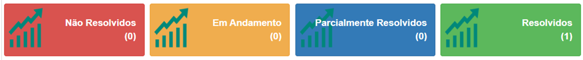 Não Resolvidos
(0)
Em Andamento
(0)
Parcialmente Resolvidos
(0)
Resolvidos
(1)